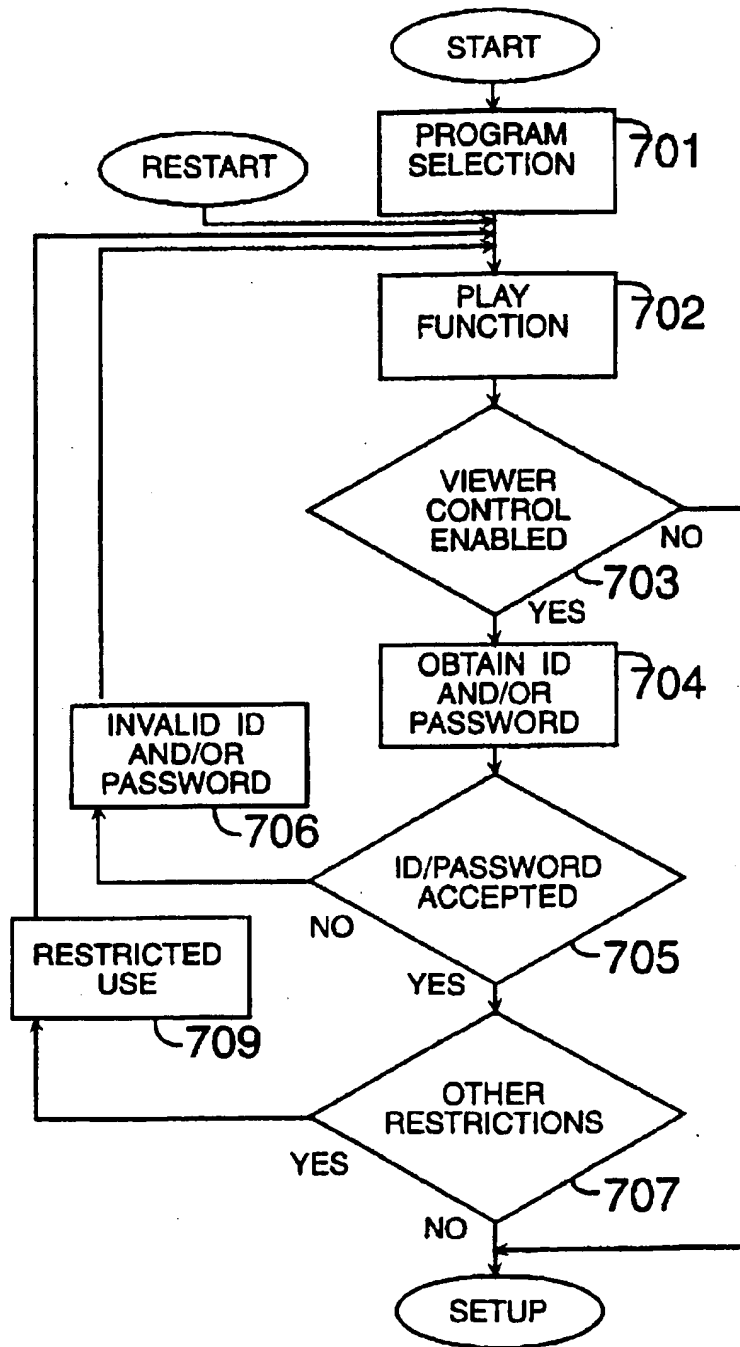 START
PROGRAM
SELECTION
701
RESTART
PLAY
FUNCTION
702
VIEWER
CONTROL
ENABLED
NO
703
YES
OBTAIN ID
AND/OR
PASSWORD
704
INVALID ID
AND/OR
PASSWORD
706
ID/PASSWORD
ACCEPTED
NO
705
YES
RESTRICTED
USE
709
OTHER
RESTRICTIONS
YES
707
NO
SETUP